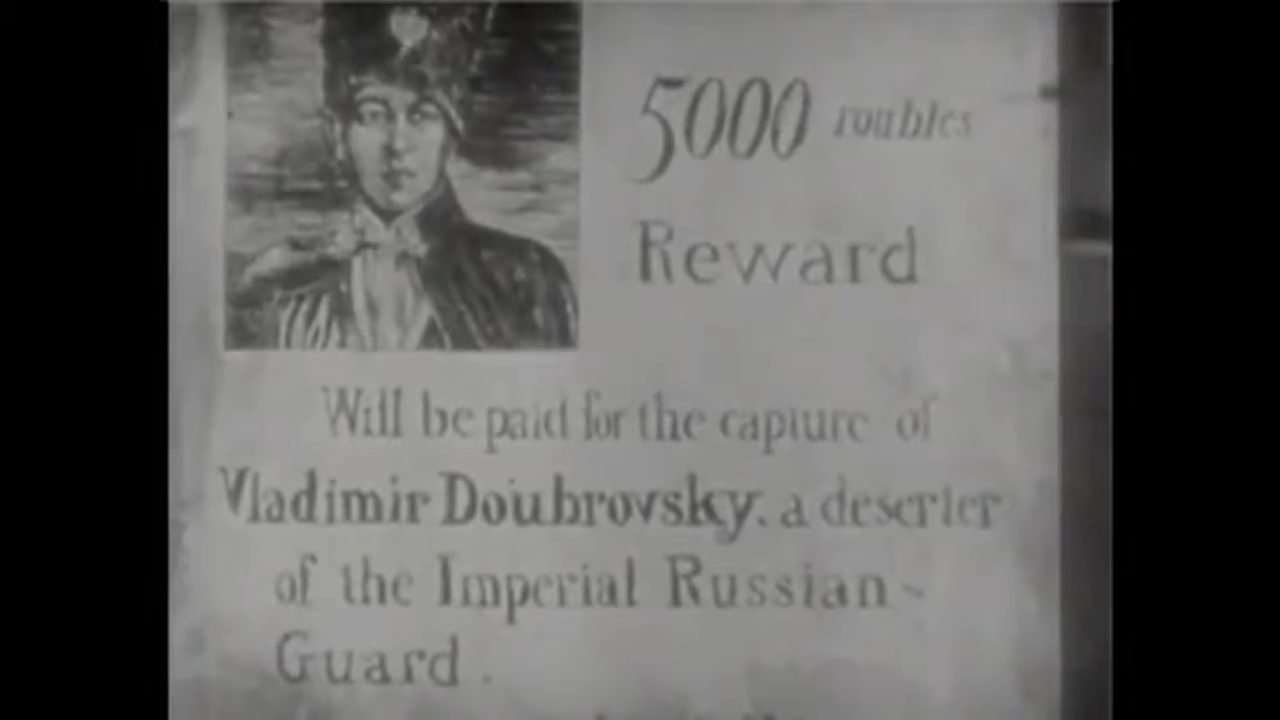 5000 roubles
Reward
Will be paid for the capture of
Vladimir Doubrovsky, a deserter
of the Imperial Russian-
Guard.